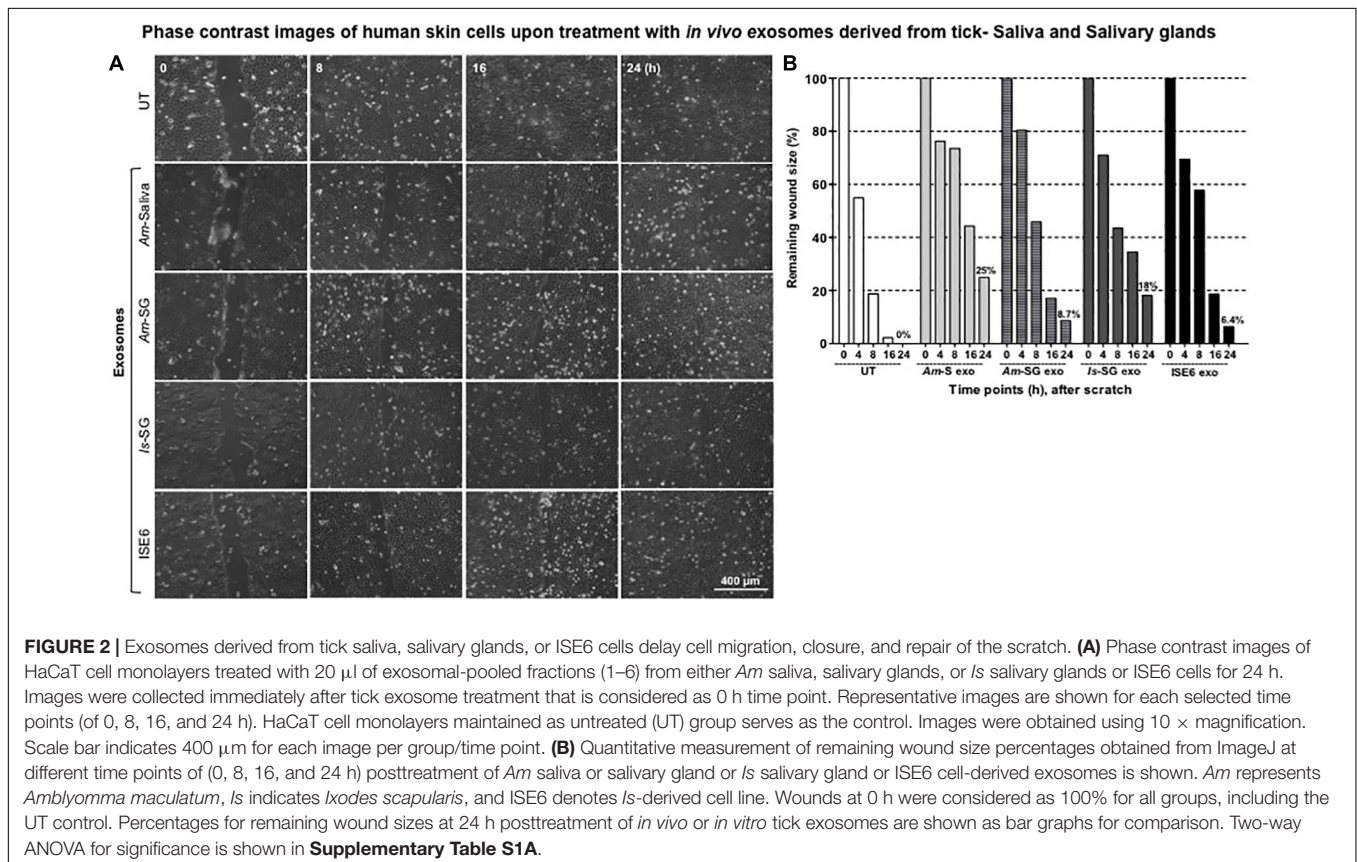 Phase contrast images of human skin cells upon treatment with in vivo exosomes derived from tick- Saliva and Salivary glands
A
0
8
16
24 (h)
UT
Exosomes
Am-Saliva
Am-SG
Is-SG
ISE6
400 µm
B
Remaining wound size (%)
100
80
60
40
20
0
0%
25%
8.7%
18%
6.4%
0 4 8 16 24 0 4 8 16 24 0 4 8 16 24 0 4 8 16 24 0 4 8 16 24
UT Am-S exo Am-SG exo Is-SG exo ISE6 exo
Time points (h), after scratch
FIGURE 2 | Exosomes derived from tick saliva, salivary glands, or ISE6 cells delay cell migration, closure, and repair of the scratch. (A) Phase contrast images of
HaCaT cell monolayers treated with 20 µl of exosomal-pooled fractions (1–6) from either Am saliva, salivary glands, or Is salivary glands or ISE6 cells for 24 h.
Images were collected immediately after tick exosome treatment that is considered as 0 h time point. Representative images are shown for each selected time
points (of 0, 8, 16, and 24 h). HaCaT cell monolayers maintained as untreated (UT) group serves as the control. Images were obtained using 10 × magnification.
Scale bar indicates 400 µm for each image per group/time point. (B) Quantitative measurement of remaining wound size percentages obtained from ImageJ at
different time points of (0, 8, 16, and 24 h) posttreatment of Am saliva or salivary gland or Is salivary gland or ISE6 cell-derived exosomes is shown. Am represents
Amblyomma maculatum, Is indicates Ixodes scapularis, and ISE6 denotes Is-derived cell line. Wounds at 0 h were considered as 100% for all groups, including the
UT control. Percentages for remaining wound sizes at 24 h posttreatment of in vivo or in vitro tick exosomes are shown as bar graphs for comparison. Two-way
ANOVA for significance is shown in Supplementary Table S1A.